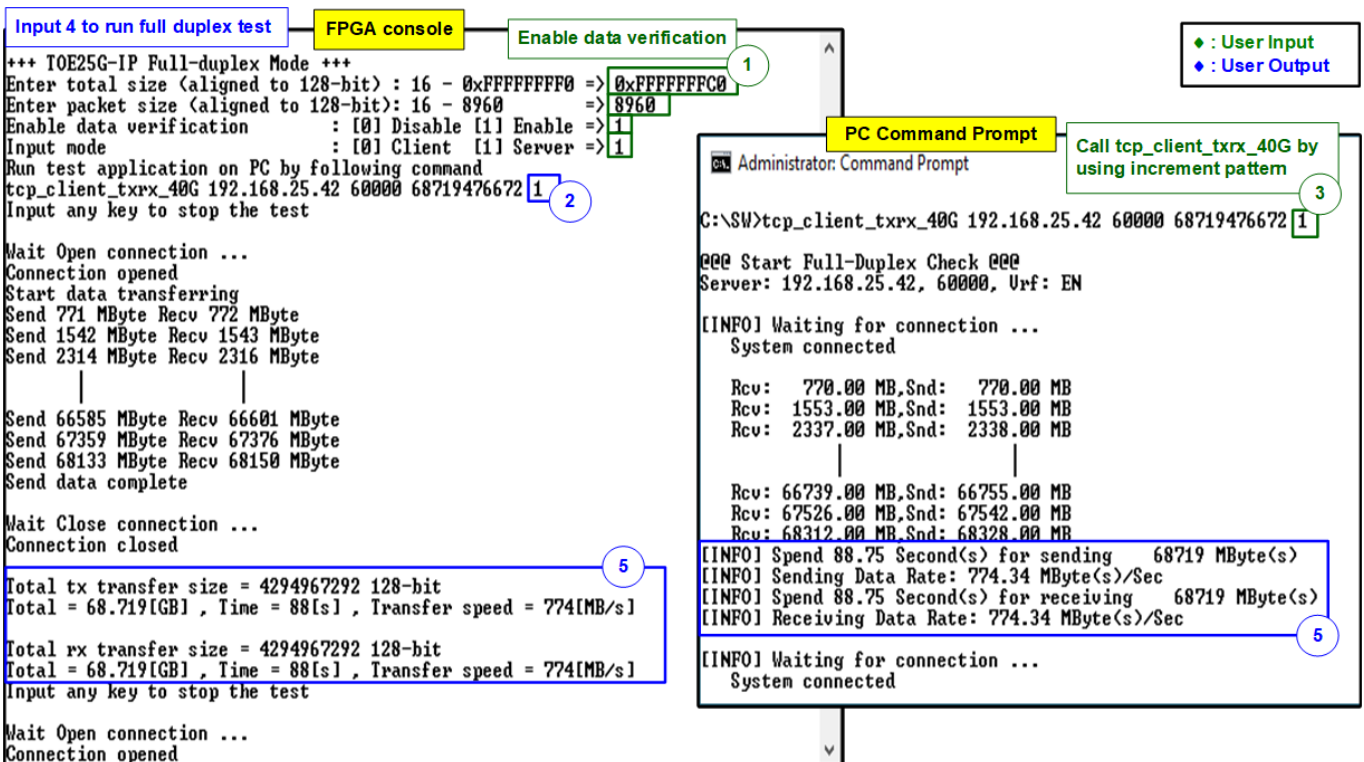 Input 4 to run full duplex test
FPGA console
Enable data verification
1
+++ TOE25G-IP Full-duplex Mode +++
Enter total size (aligned to 128-bit) : 16 - 0xFFFFFFFF0 => 0xFFFFFFFC0
Enter packet size (aligned to 128-bit): 16 - 8960 => 8960
Enable data verification : [0] Disable [1] Enable => 1
Input mode : [0] Client [1] Server => 1
Run test application on PC by following command
tcp_client_txrx_40G 192.168.25.42 60000 68719476672 1
2
Input any key to stop the test
Wait Open connection ...
Connection opened
Start data transferring
Send 771 MByte Recv 772 MByte
Send 1542 MByte Recv 1543 MByte
Send 2314 MByte Recv 2316 MByte
Send 66585 MByte Recv 66601 MByte
Send 67359 MByte Recv 67376 MByte
Send 68133 MByte Recv 68150 MByte
Send data complete
Wait Close connection ...
Connection closed
5
Total tx transfer size = 4294967292 128-bit
Total = 68.719[GB] , Time = 88[s] , Transfer speed = 774[MB/s]
Total rx transfer size = 4294967292 128-bit
Total = 68.719[GB] , Time = 88[s] , Transfer speed = 774[MB/s]
Input any key to stop the test
Wait Open connection ...
Connection opened
♦ : User Input
♦ : User Output
PC Command Prompt
Call tcp_client_txrx_40G by
using increment pattern
3
Administrator: Command Prompt
C:\SW>tcp_client_txrx_40G 192.168.25.42 60000 68719476672 1
@@@ Start Full-Duplex Check @@@
Server: 192.168.25.42, 60000, Vrf: EN
[INFO] Waiting for connection ...
System connected
Rcv: 770.00 MB,Snd: 770.00 MB
Rcv: 1553.00 MB,Snd: 1553.00 MB
Rcv: 2337.00 MB,Snd: 2338.00 MB
Rcv: 66739.00 MB,Snd: 66755.00 MB
Rcv: 67526.00 MB,Snd: 67542.00 MB
Rcv: 68312.00 MB,Snd: 68328.00 MB
[INFO] Spend 88.75 Second(s) for sending 68719 MByte(s)
[INFO] Sending Data Rate: 774.34 MByte(s)/Sec
[INFO] Spend 88.75 Second(s) for receiving 68719 MByte(s)
[INFO] Receiving Data Rate: 774.34 MByte(s)/Sec
5
[INFO] Waiting for connection ...
System connected